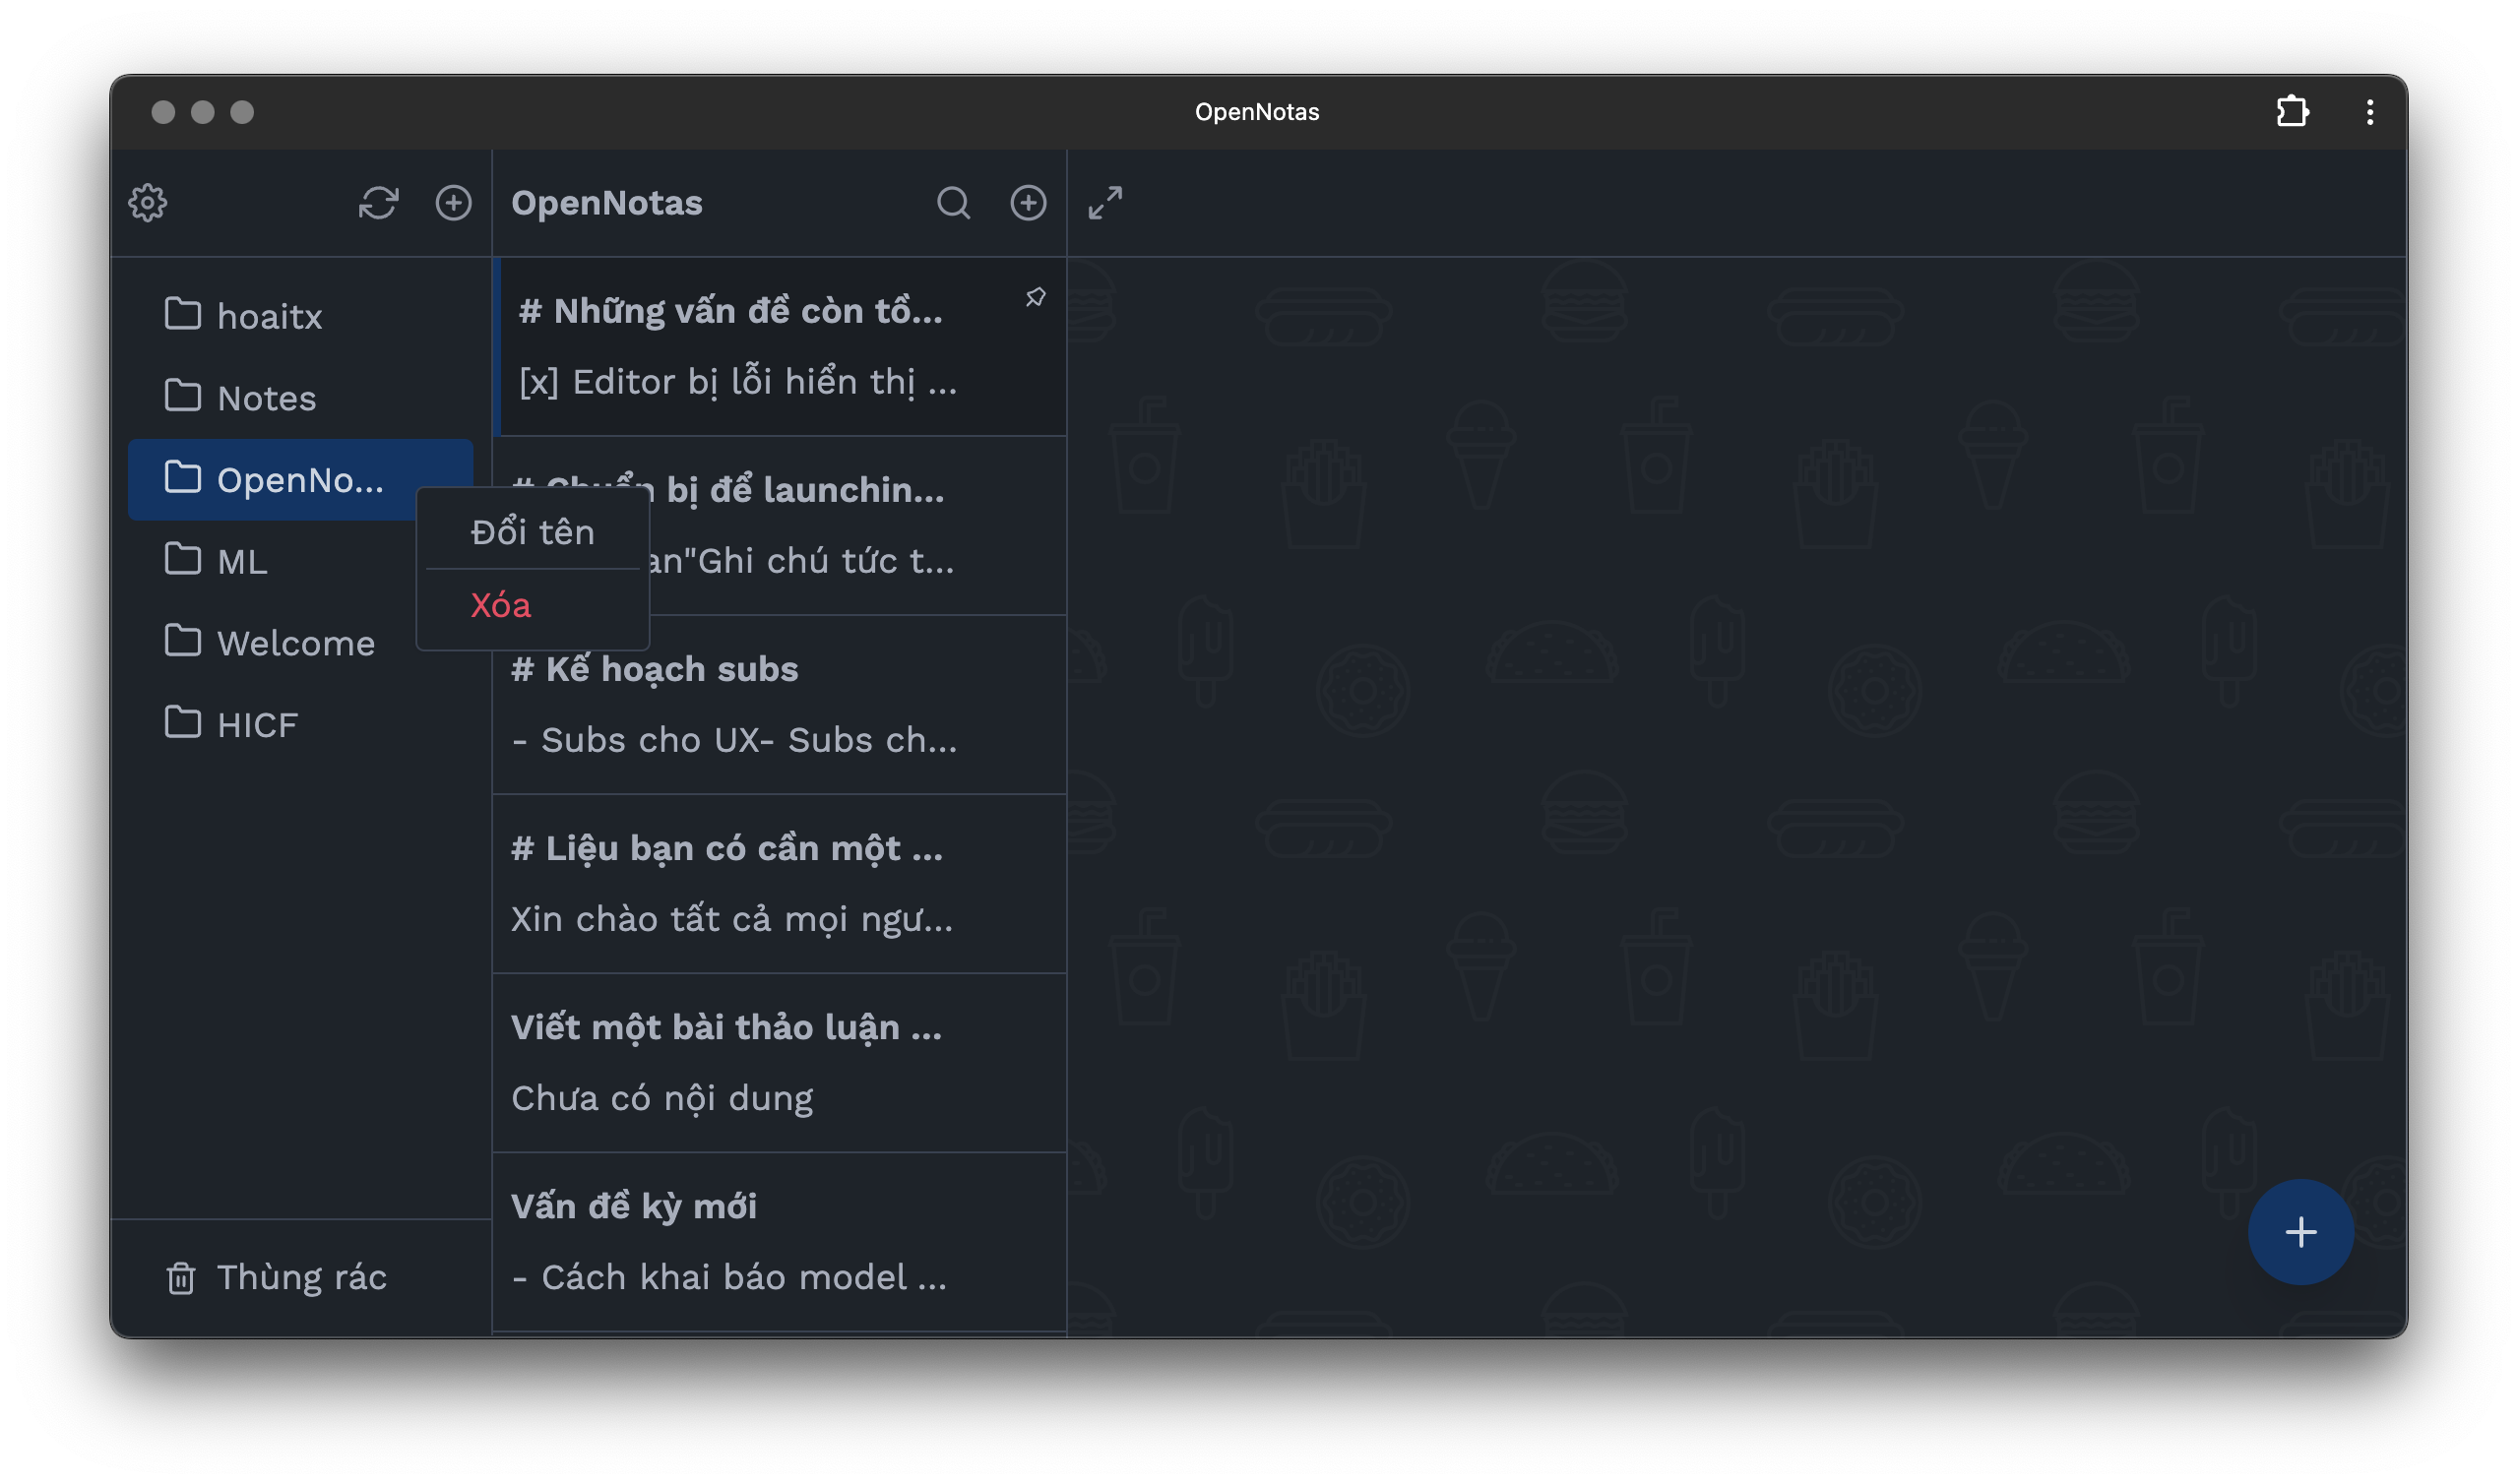 OpenNotas
OpenNotas
hoaitx
Notes
OpenNo...
ML
Welcome
HICF
Thùng rác
Đổi tên
Xóa
# Những vấn đề còn tồ...
[x] Editor bị lỗi hiển thị ...
# Chuẩn bị để launchin...
an"Ghi chú tức t...
# Kế hoạch subs
- Subs cho UX- Subs ch...
# Liệu bạn có cần một ...
Xin chào tất cả mọi ngư...
Viết một bài thảo luận ...
Chưa có nội dung
Vấn đề kỳ mới
- Cách khai báo model ...